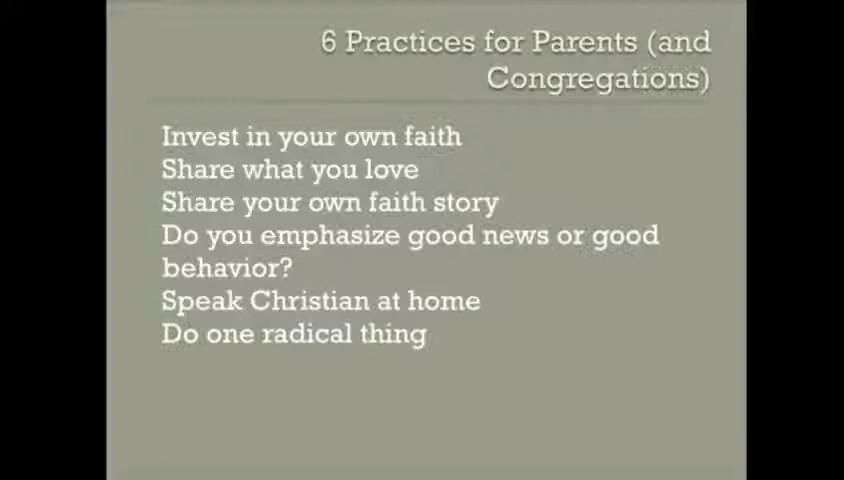 6 Practices for Parents (and
Congregations)
Invest in your own faith
Share what you love
Share your own faith story
Do you emphasize good news or good
behavior?
Speak Christian at home
Do one radical thing